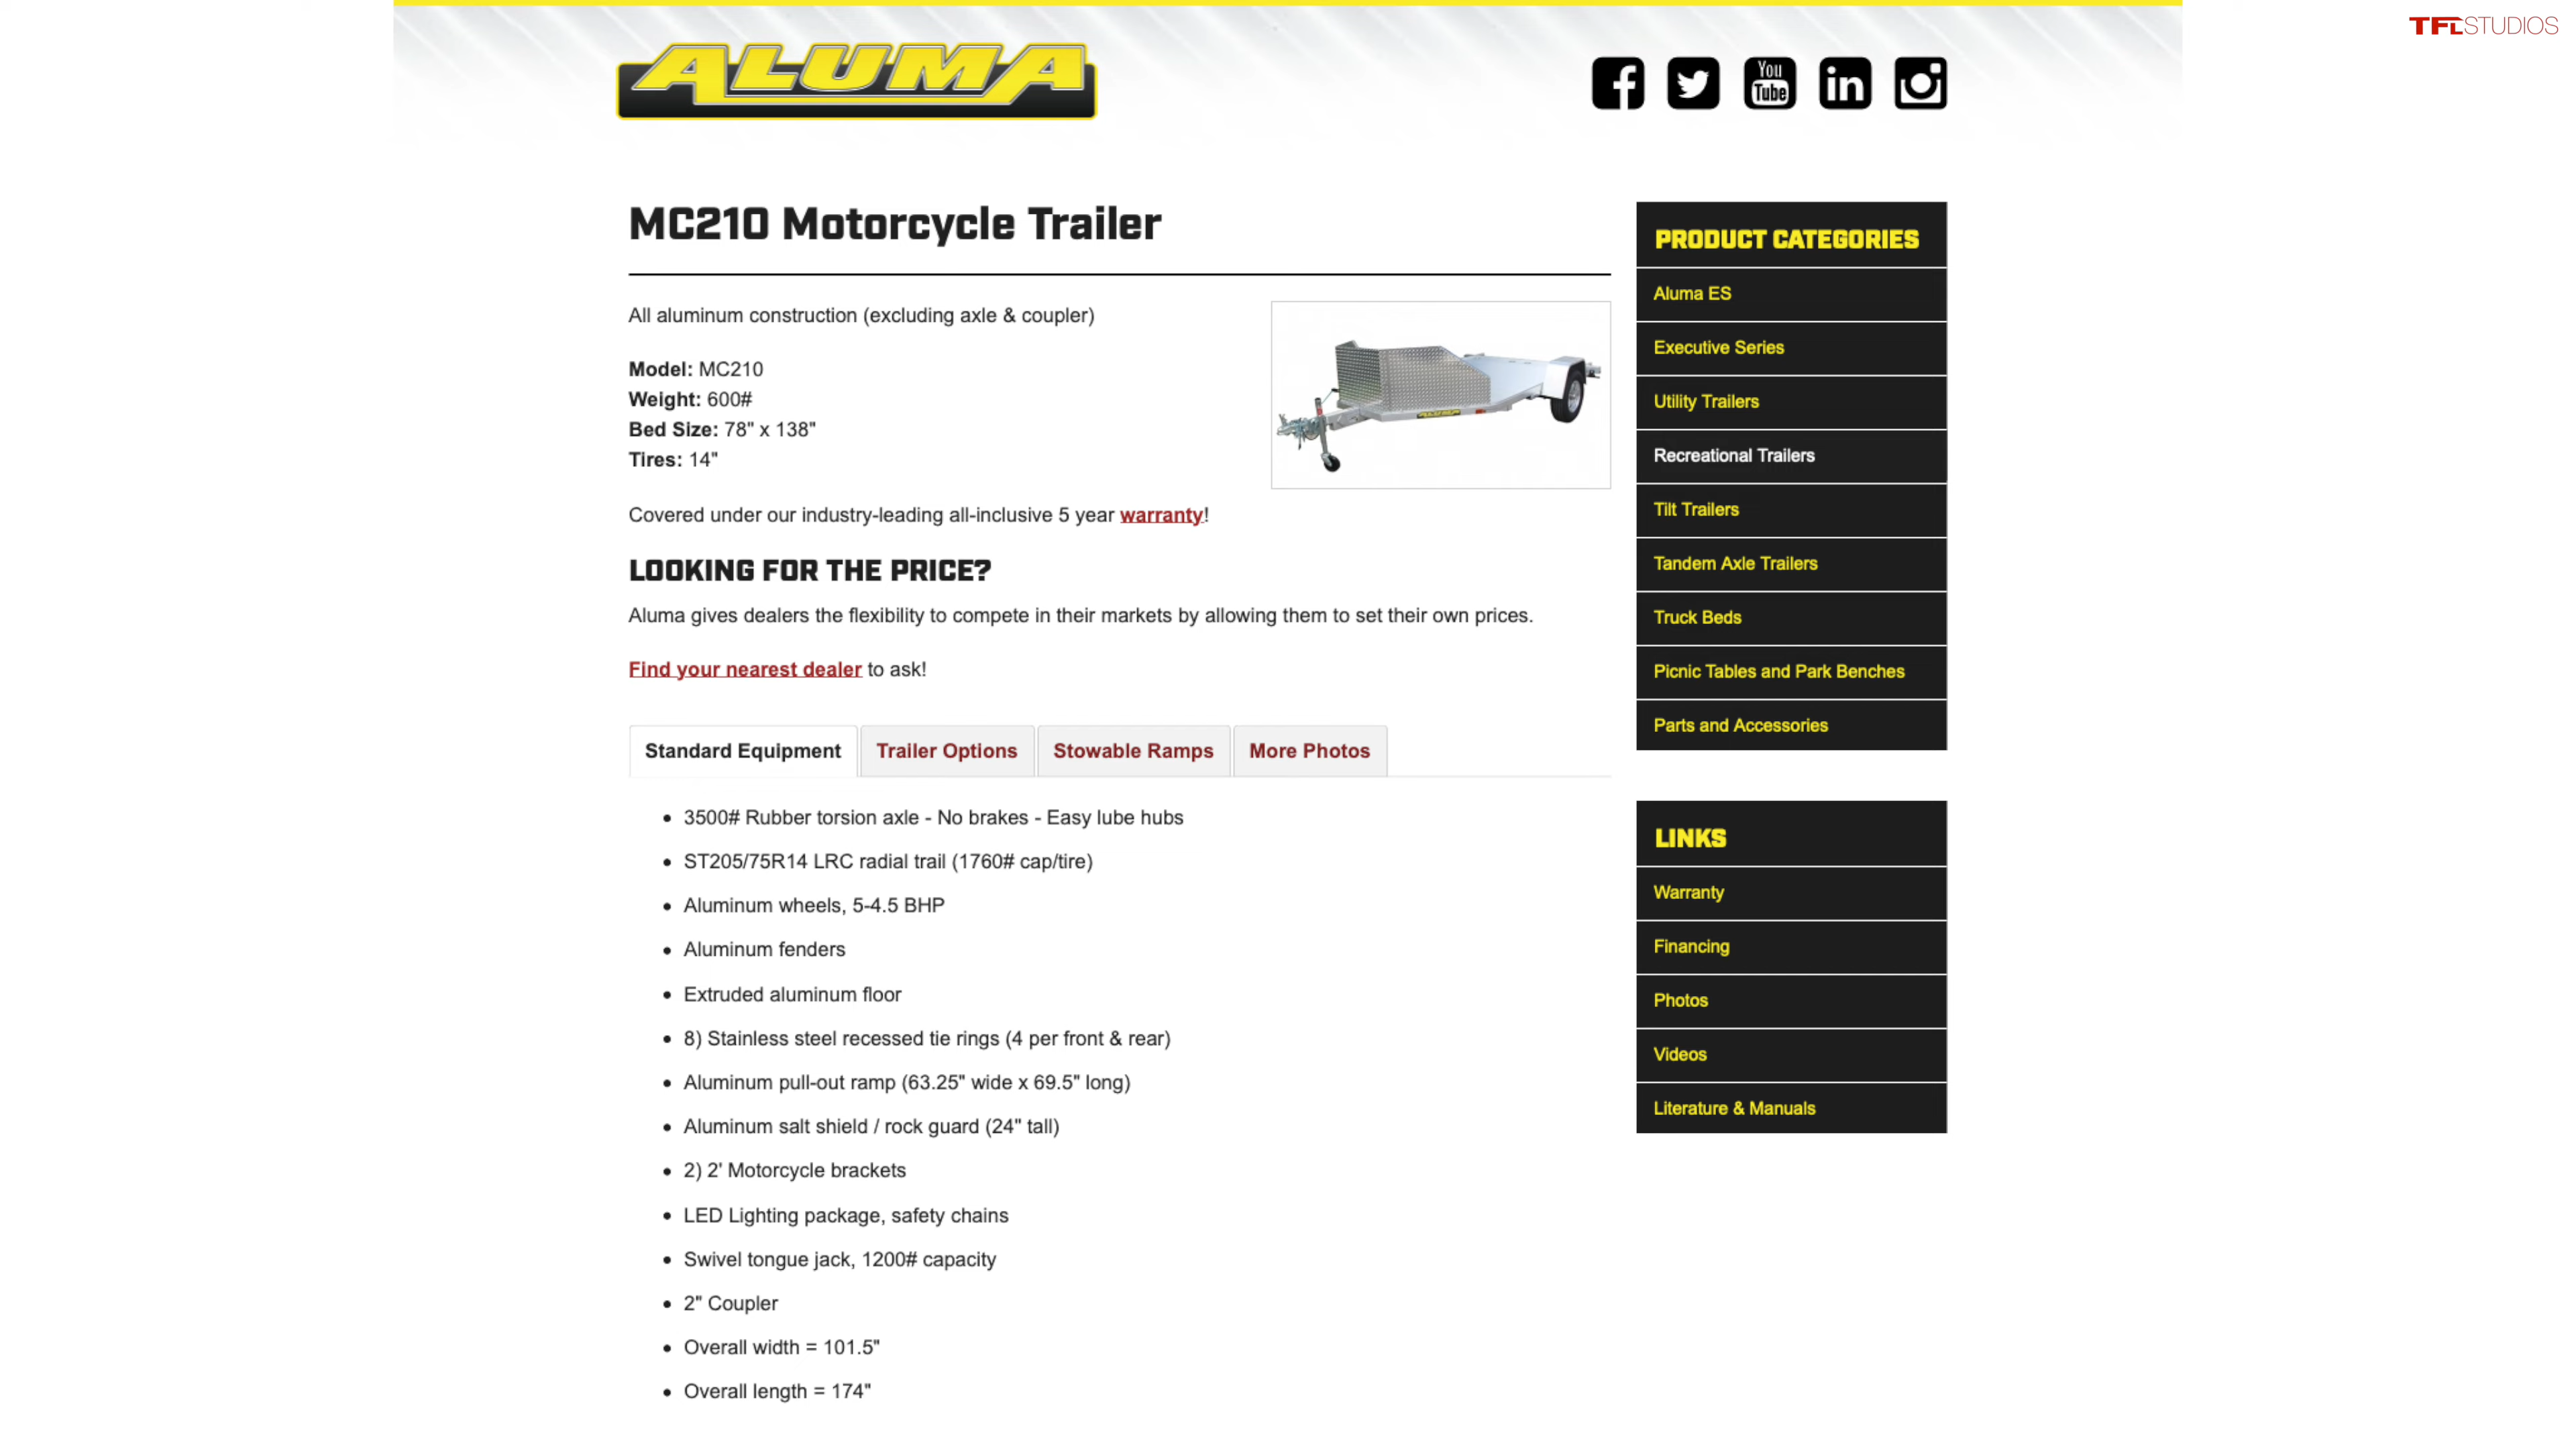 TFLSTUDIOS
ALUMA
You
Tube
MC210 Motorcycle Trailer
All aluminum construction (excluding axle & coupler)
Model: MC210
Weight: 600#
Bed Size: 78" x 138"
Tires: 14"
ALUMA
Covered under our industry-leading all-inclusive 5 year warranty!
LOOKING FOR THE PRICE?
Aluma gives dealers the flexibility to compete in their markets by allowing them to set their own prices.
Find your nearest dealer to ask!
Standard Equipment
Trailer Options
Stowable Ramps
More Photos
3500# Rubber torsion axle - No brakes - Easy lube hubs
ST205/75R14 LRC radial trail (1760# cap/tire)
Aluminum wheels, 5-4.5 BHP
Aluminum fenders
Extruded aluminum floor
8) Stainless steel recessed tie rings (4 per front & rear)
Aluminum pull-out ramp (63.25" wide x 69.5" long)
Aluminum salt shield / rock guard (24" tall)
2) 2' Motorcycle brackets
LED Lighting package, safety chains
Swivel tongue jack, 1200# capacity
2" Coupler
Overall width = 101.5"
Overall length = 174"
PRODUCT CATEGORIES
Aluma ES
Executive Series
Utility Trailers
Recreational Trailers
Tilt Trailers
Tandem Axle Trailers
Truck Beds
Picnic Tables and Park Benches
Parts and Accessories
LINKS
Warranty
Financing
Photos
Videos
Literature & Manuals